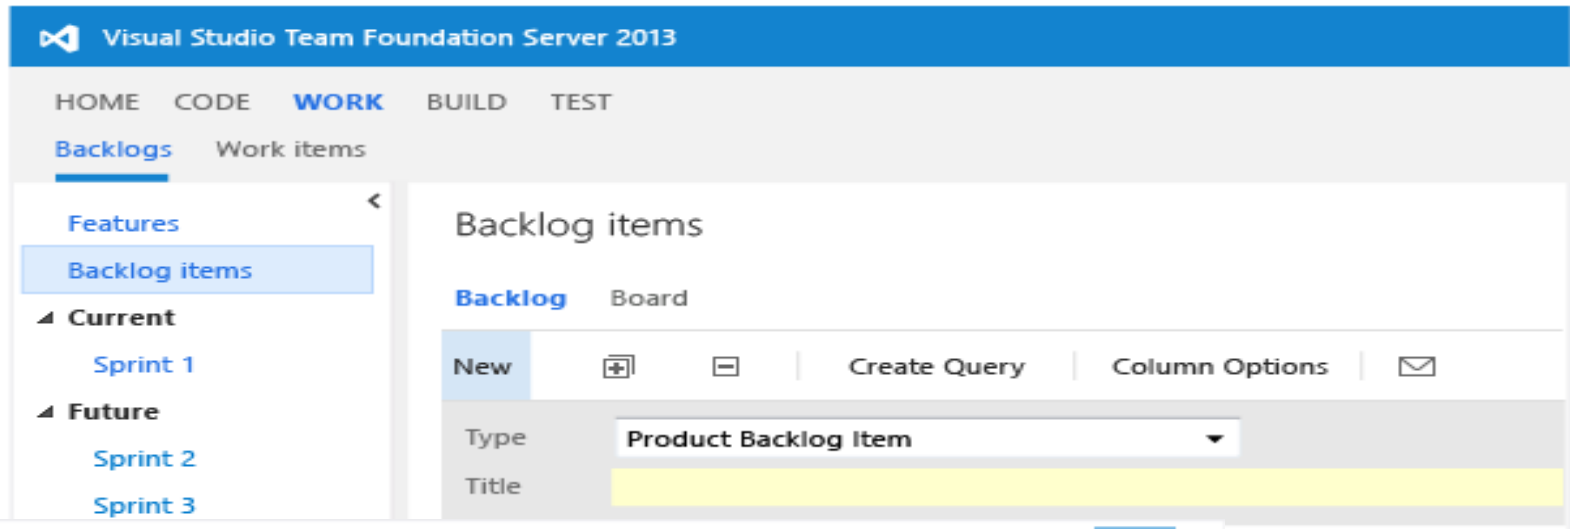 Visual Studio Team Foundation Server 2013
HOME CODE WORK BUILD TEST
Backlogs Work items
Features
Backlog items
Current
Sprint 1
Future
Sprint 2
Sprint 3
Backlog items
Backlog Board
New Create Query Column Options
Type Product Backlog Item
Title